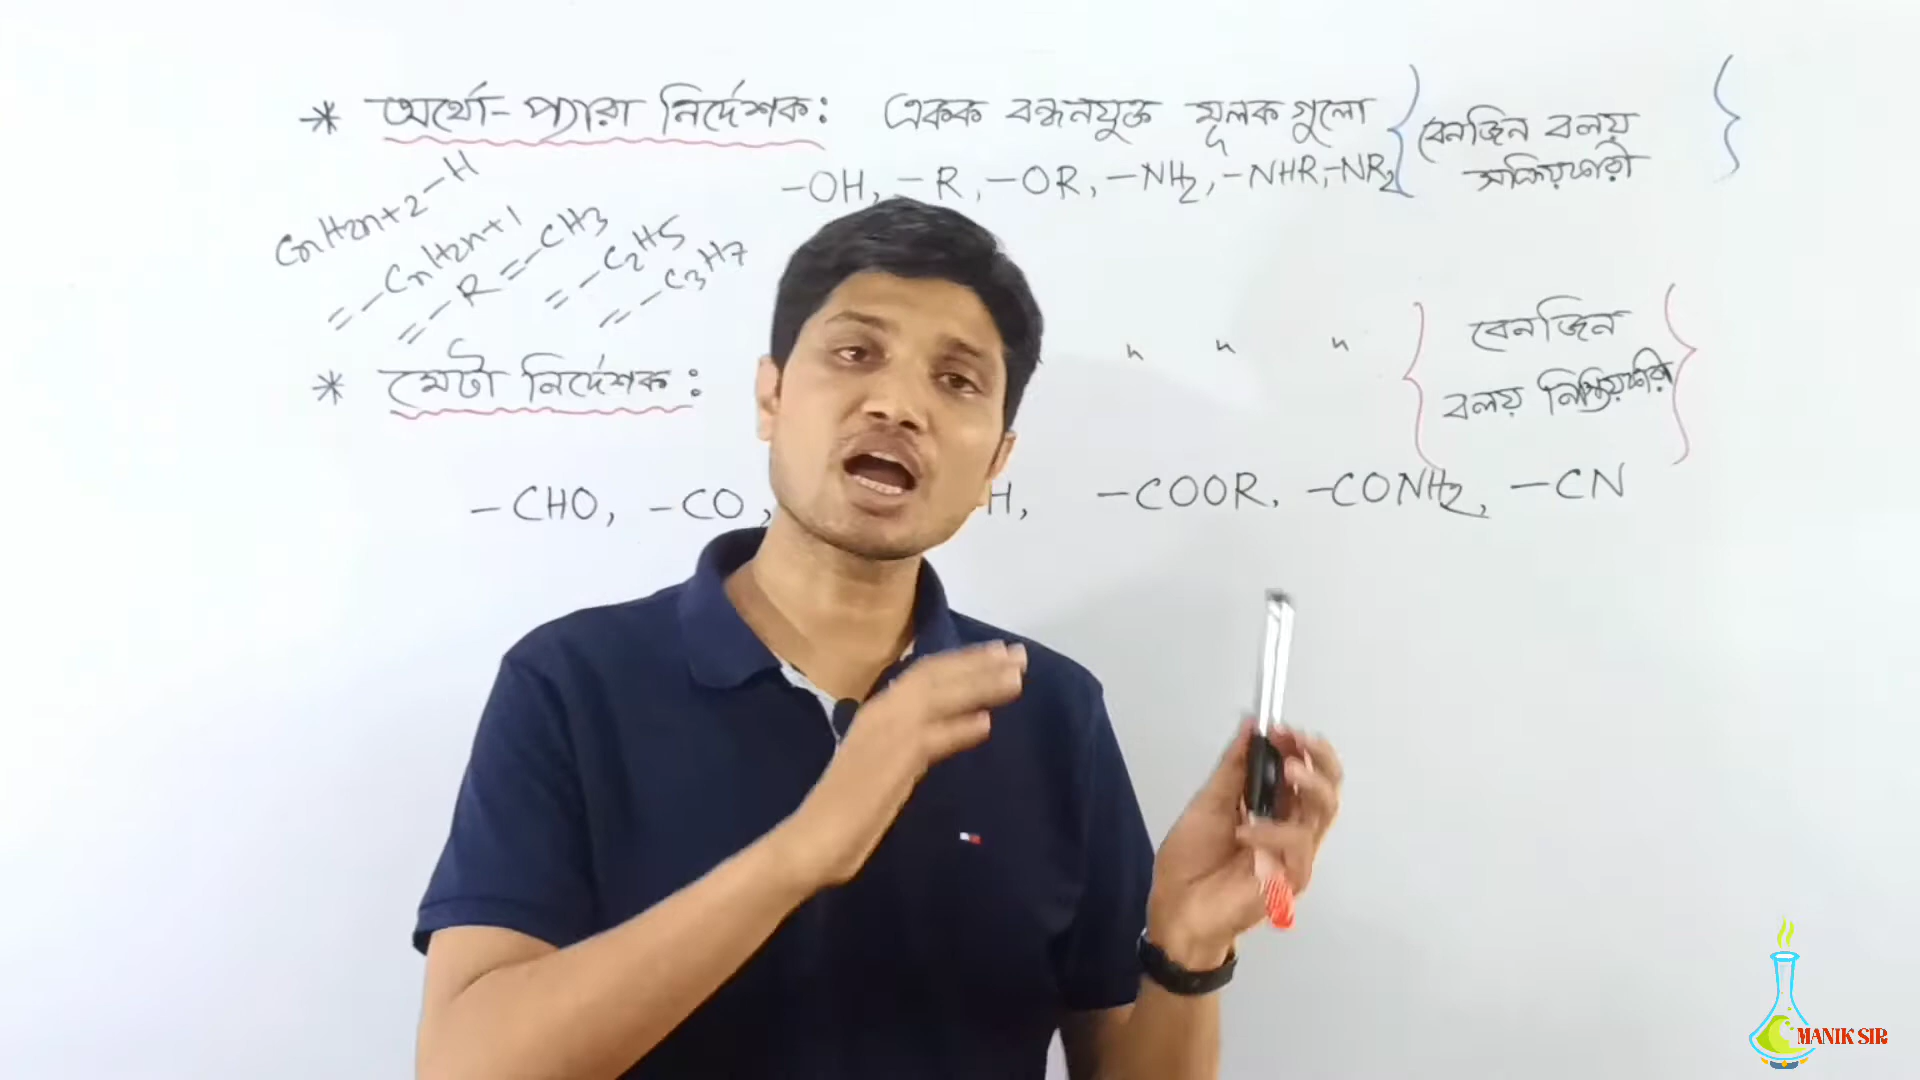 * অর্থো-প্যারা নির্দেশক: একক বন্ধনযুক্ত মূলকগুলো
-OH, -R, -OR, -NH2, -NHR, -NR2
বেনজিন বলয়
সক্রিয়কারী
CnH2n+2 -H
= -CnH2n+1
= -R = -CH3
= -C2H5
= -C3H7
* মেটা নির্দেশক:
" " "
বেনজিন
বলয় নিষ্ক্রিয়কারী
-CHO, -CO, H, -COOR, -CONH2, -CN
MANIK SIR